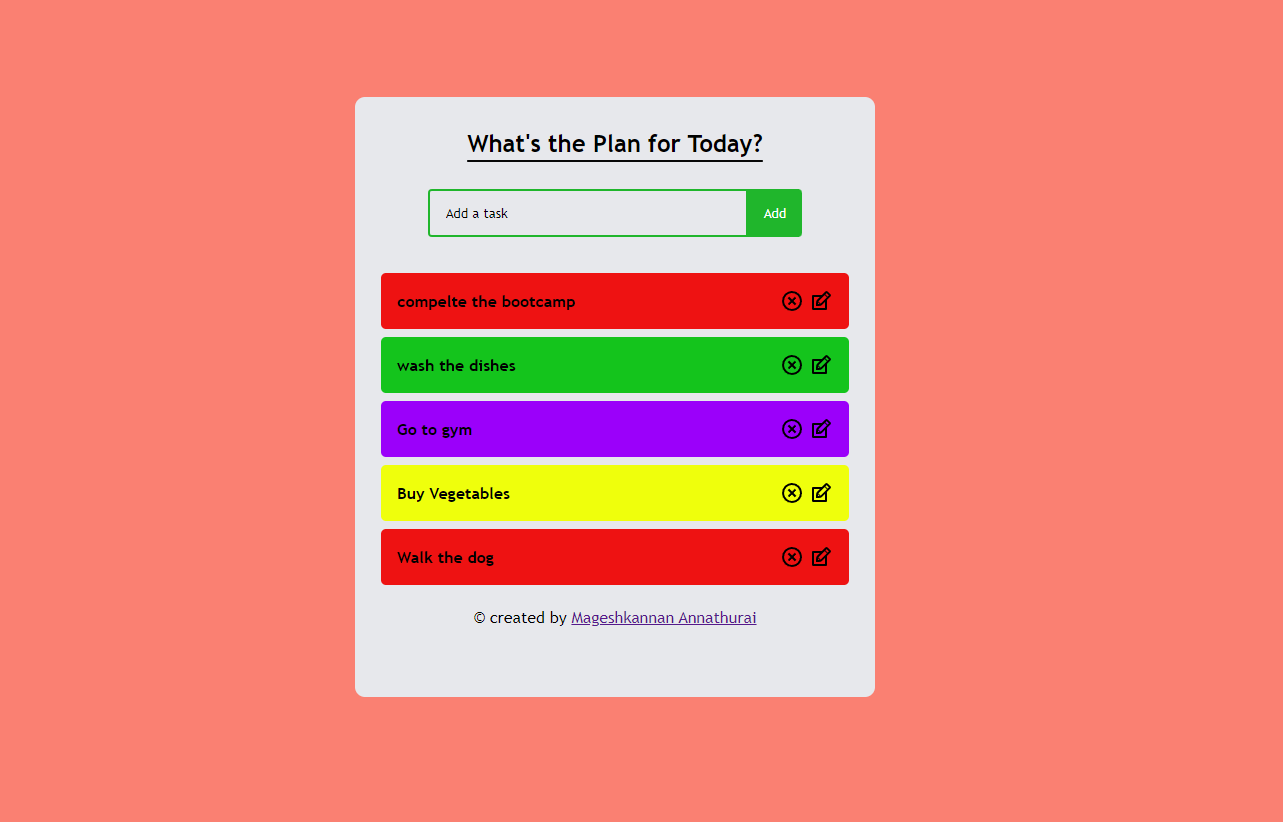 What's the Plan for Today?
Add a task
Add
compelte the bootcamp
wash the dishes
Go to gym
Buy Vegetables
Walk the dog
© created by Mageshkannan Annathurai